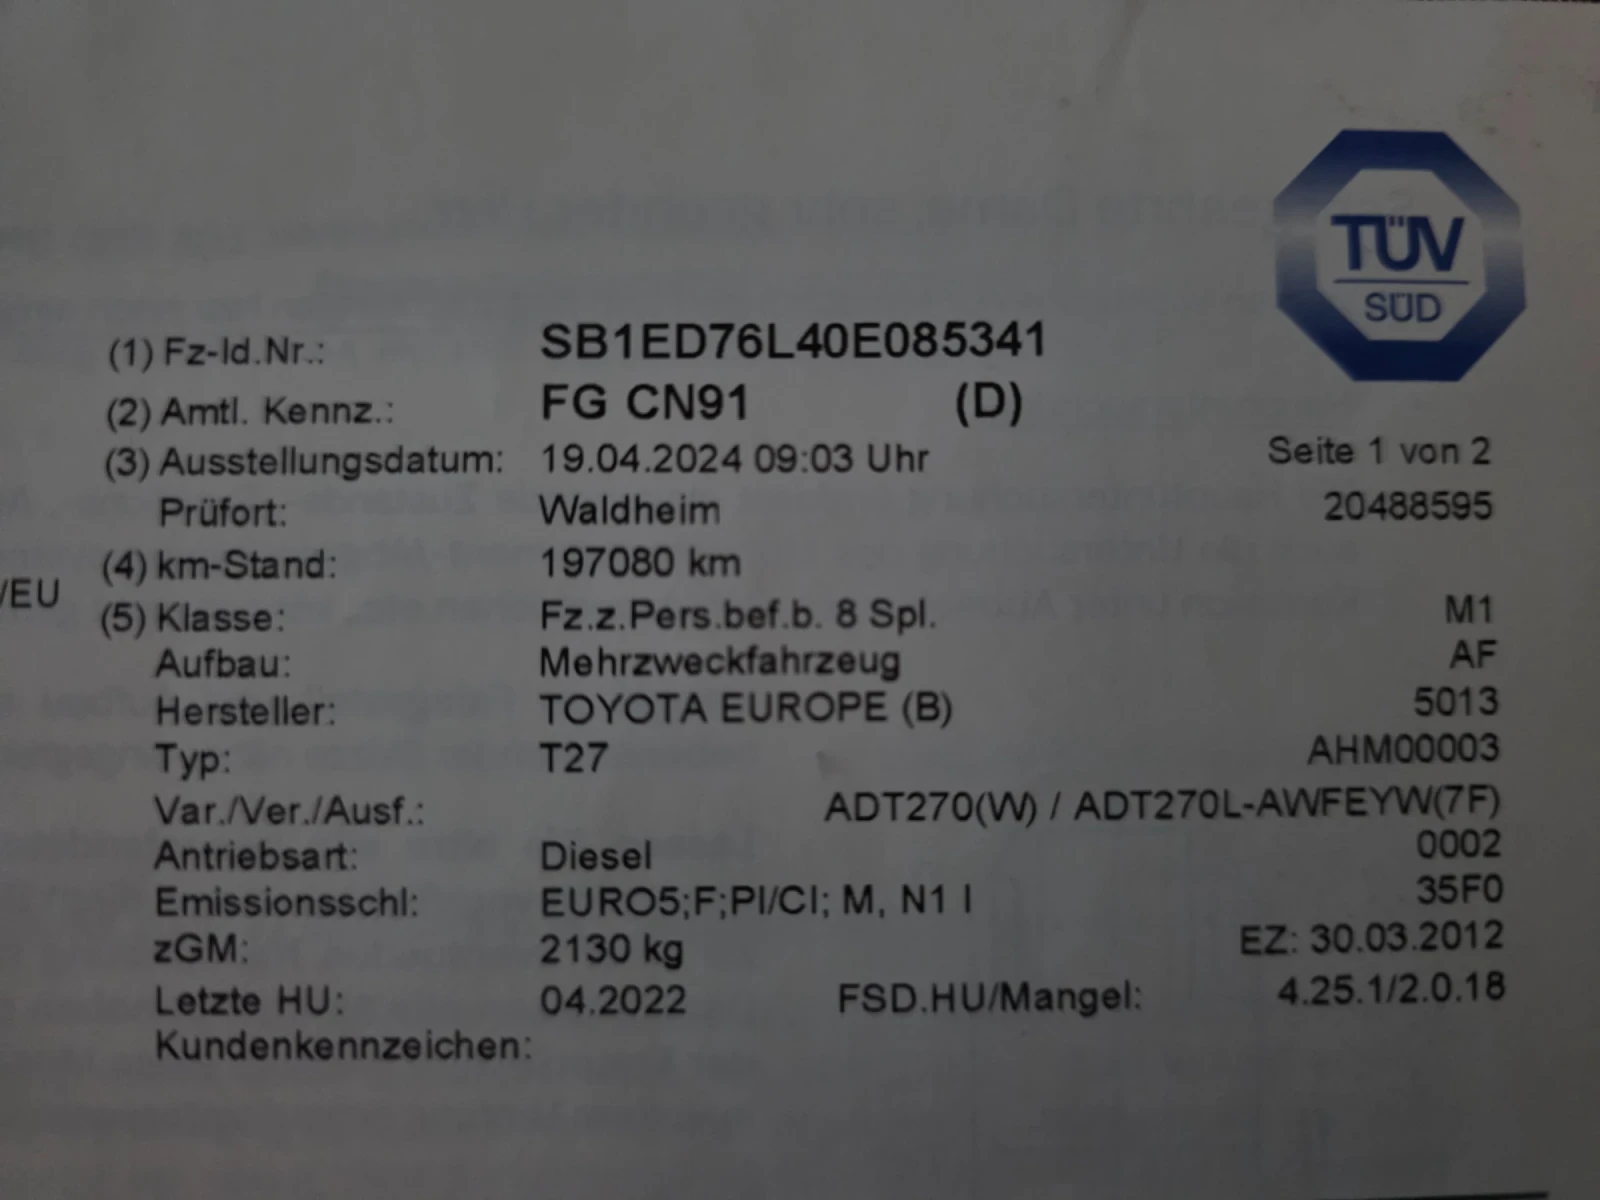 TÜV
SÜD
(1) Fz-Id.Nr.: SB1ED76L40E085341
(2) Amtl. Kennz.: FG CN91 (D)
(3) Ausstellungsdatum: 19.04.2024 09:03 Uhr Seite 1 von 2
Prüfort: Waldheim 20488595
(4) km-Stand: 197080 km
/EU
(5) Klasse: Fz.z.Pers.bef.b. 8 Spl. M1
Aufbau: Mehrzweckfahrzeug AF
Hersteller: TOYOTA EUROPE (B) 5013
Typ: T27 AHM00003
Var./Ver./Ausf.: ADT270(W) / ADT270L-AWFEYW(7F)
Antriebsart: Diesel 0002
Emissionsschl: EURO5;F;PI/CI; M, N1 I 35F0
zGM: 2130 kg EZ: 30.03.2012
Letzte HU: 04.2022 FSD.HU/Mangel: 4.25.1/2.0.18
Kundenkennzeichen: